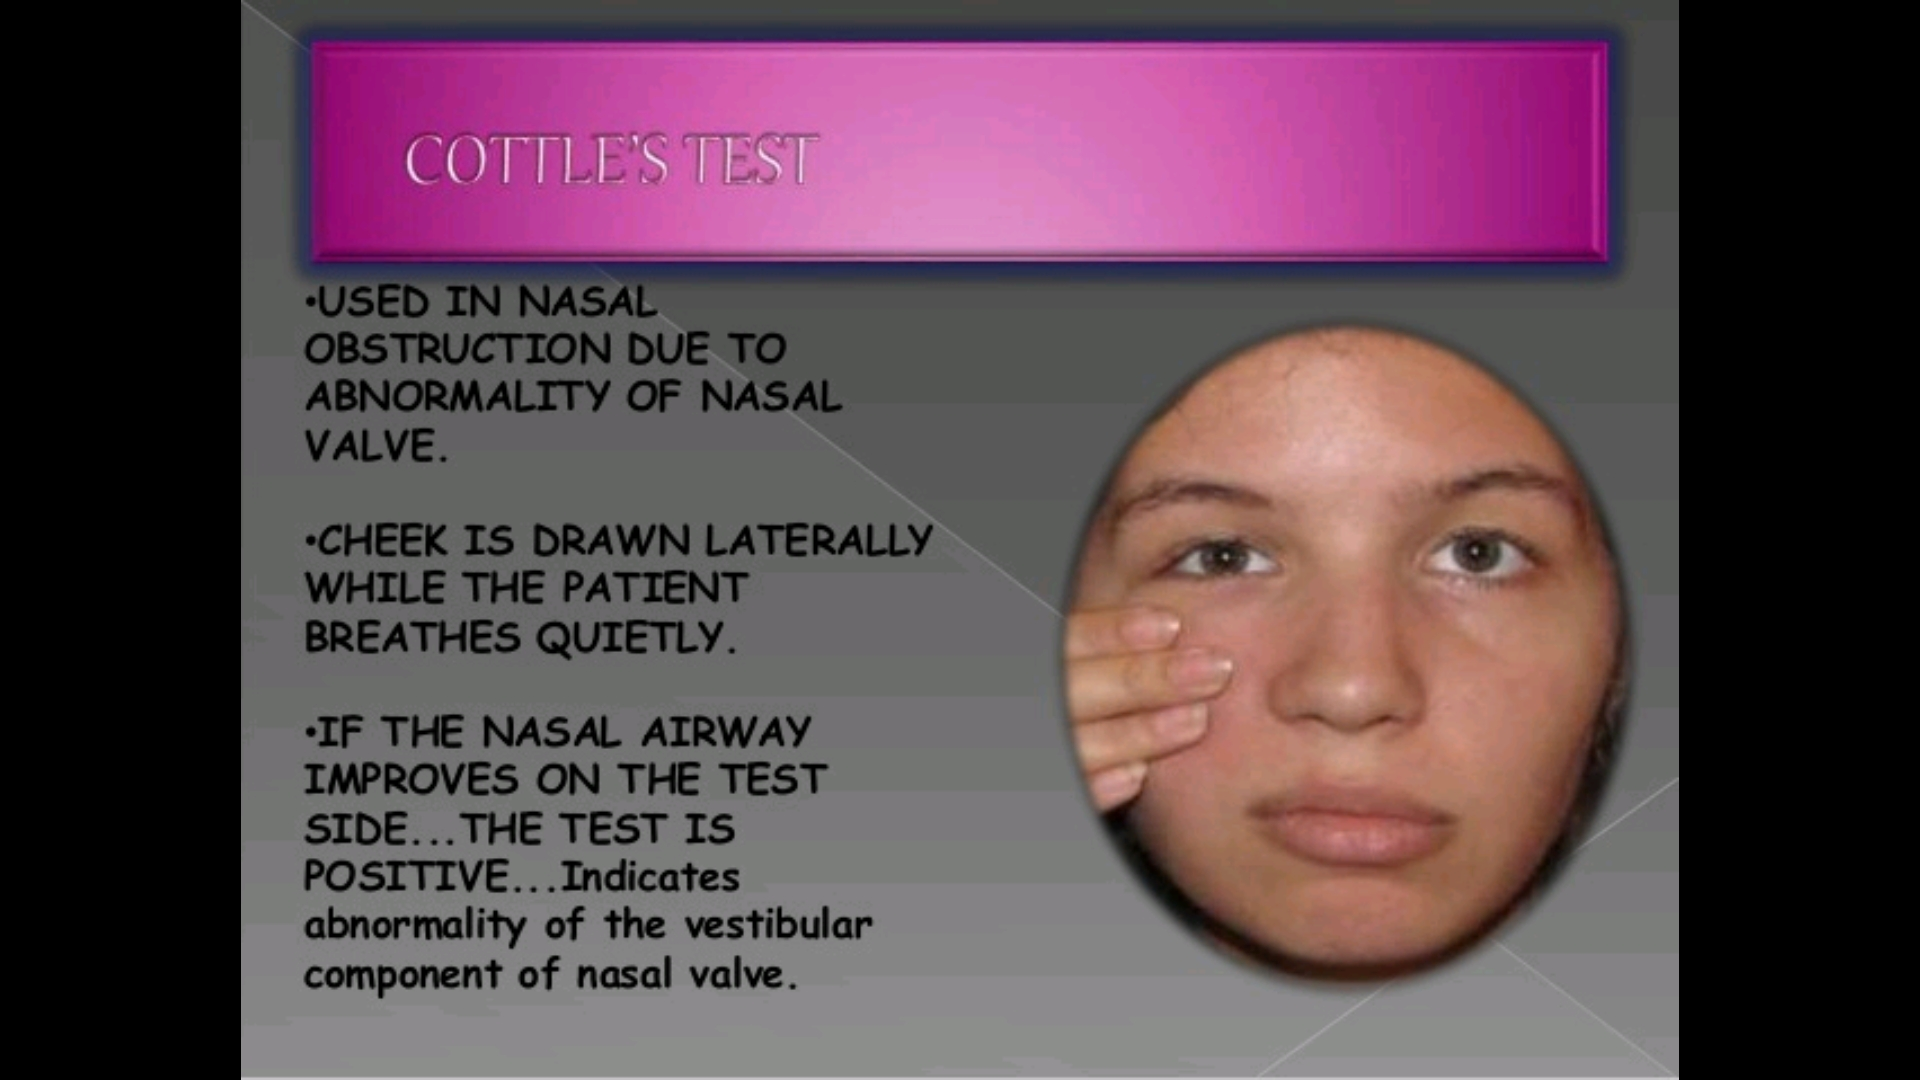 COTTLE'S TEST
•USED IN NASAL
OBSTRUCTION DUE TO
ABNORMALITY OF NASAL
VALVE.
•CHEEK IS DRAWN LATERALLY
WHILE THE PATIENT
BREATHES QUIETLY.
•IF THE NASAL AIRWAY
IMPROVES ON THE TEST
SIDE...THE TEST IS
POSITIVE...Indicates
abnormality of the vestibular
component of nasal valve.